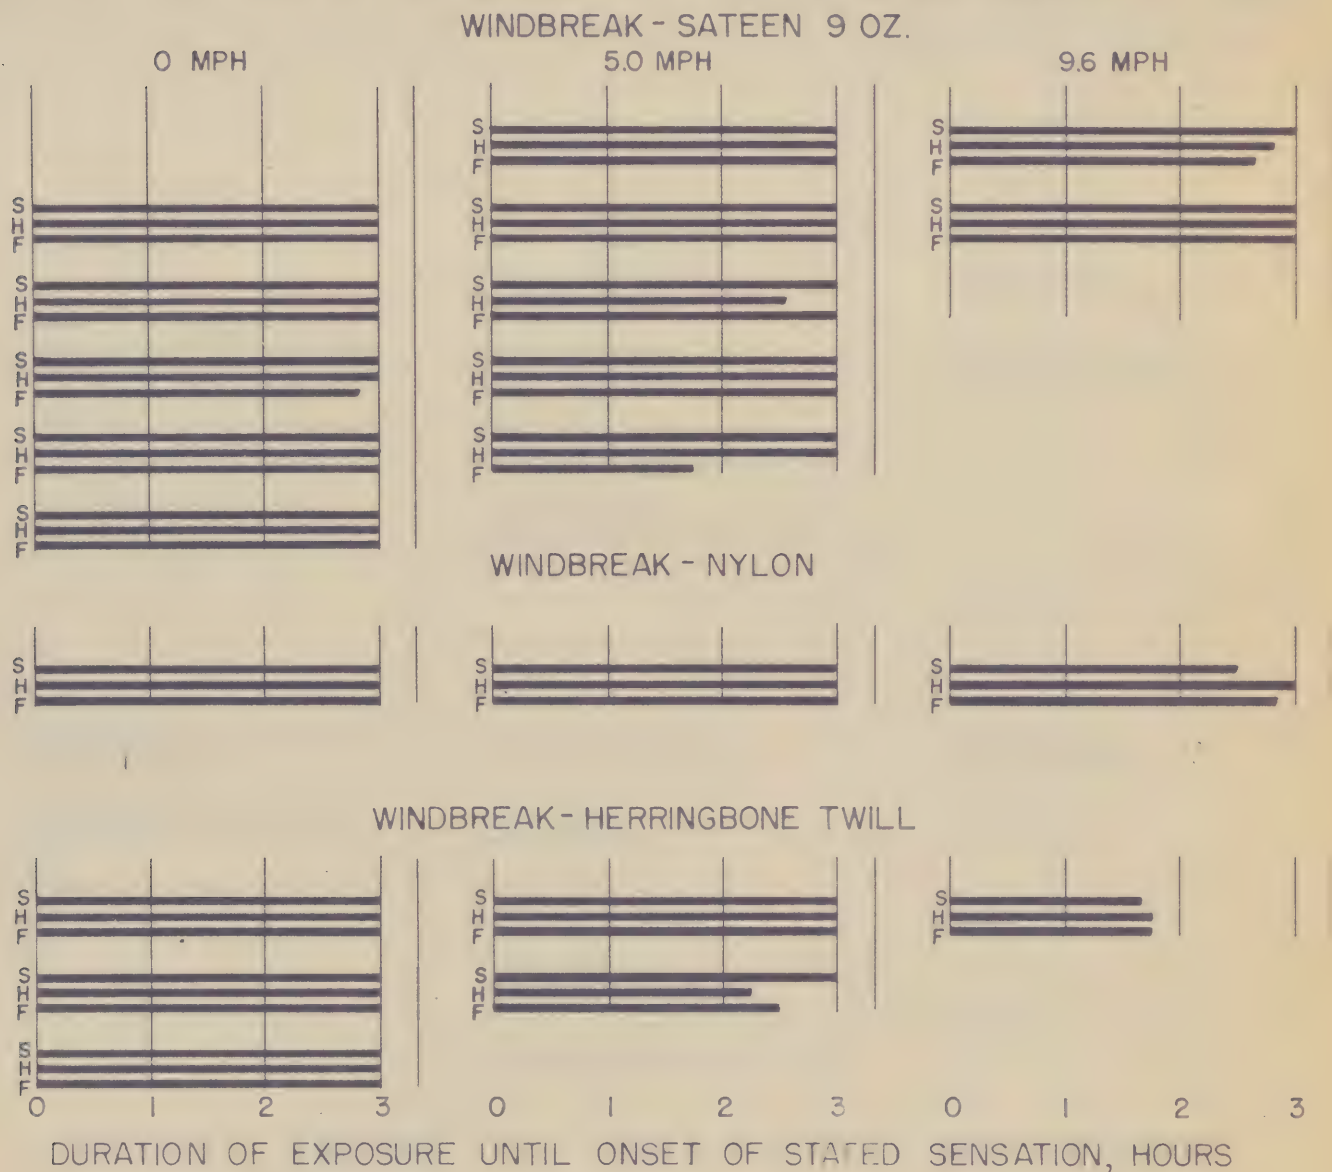 WINDBREAK - SATEEN 9 OZ.
0 MPH 5.0 MPH 9.6 MPH
S S
H H
F F
S S S
H H H
F F F
S S
H H
F F
S S
H H
F F
S S
H H
F F
S
H
F
WINDBREAK - NYLON
S S S
H H H
F F F
WINDBREAK - HERRINGBONE TWILL
S S S
H H H
F F F
S S
H H
F F
S
H
F
0 1 2 3 0 1 2 3 0 1 2 3
DURATION OF EXPOSURE UNTIL ONSET OF STATED SENSATION, HOURS